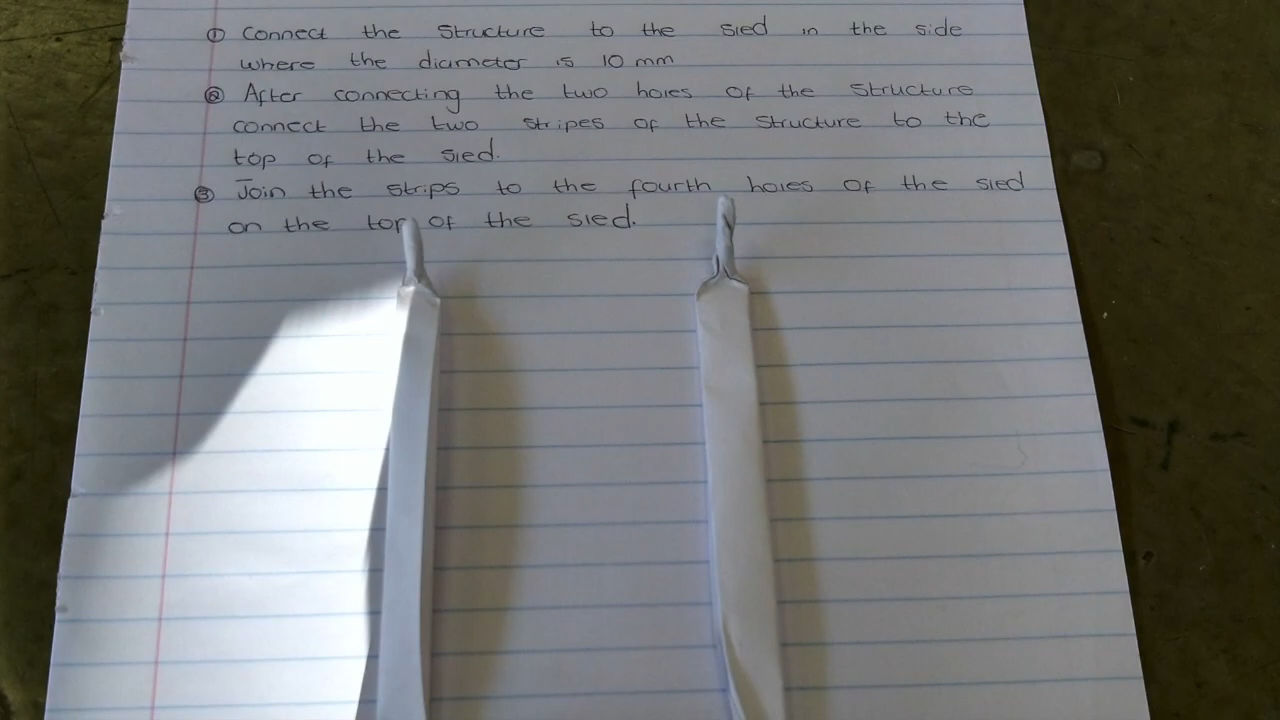 ① Connect the structure to the sied in the side
where the diameter is 10 mm
② After connecting the two holes of the structure
connect the two stripes of the structure to the
top of the sied.
③ Join the strips to the fourth holes of the sied
on the top of the sied.